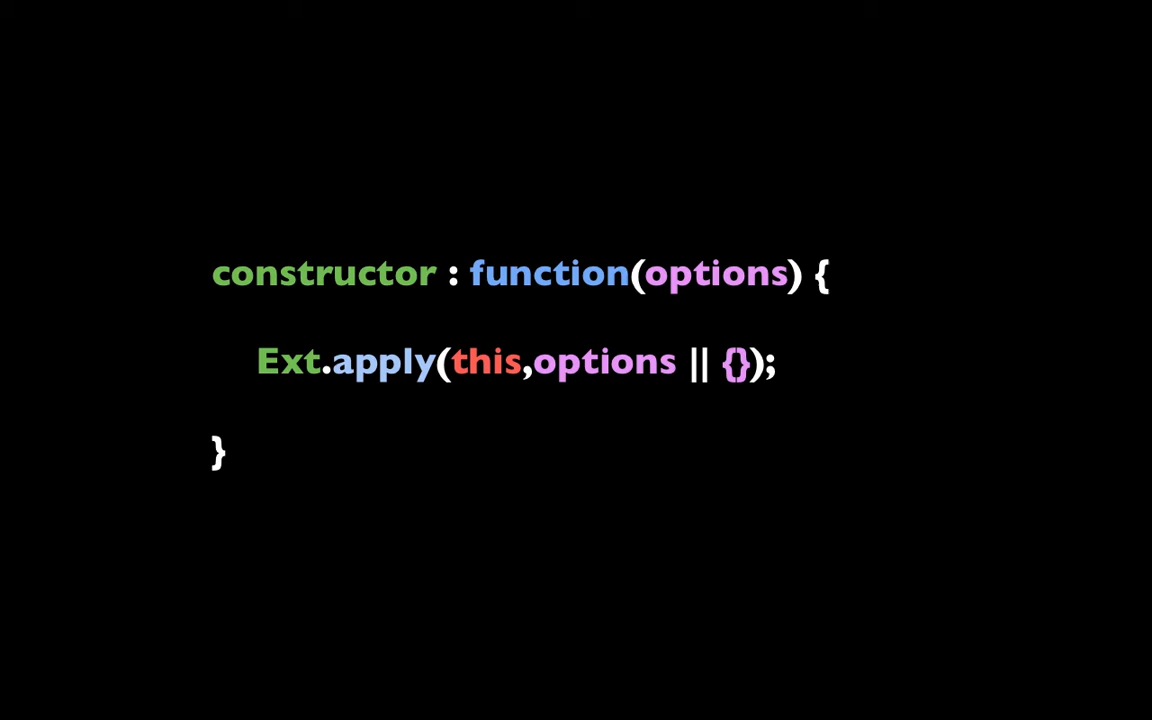 constructor : function(options) {
Ext.apply(this,options || {});
}